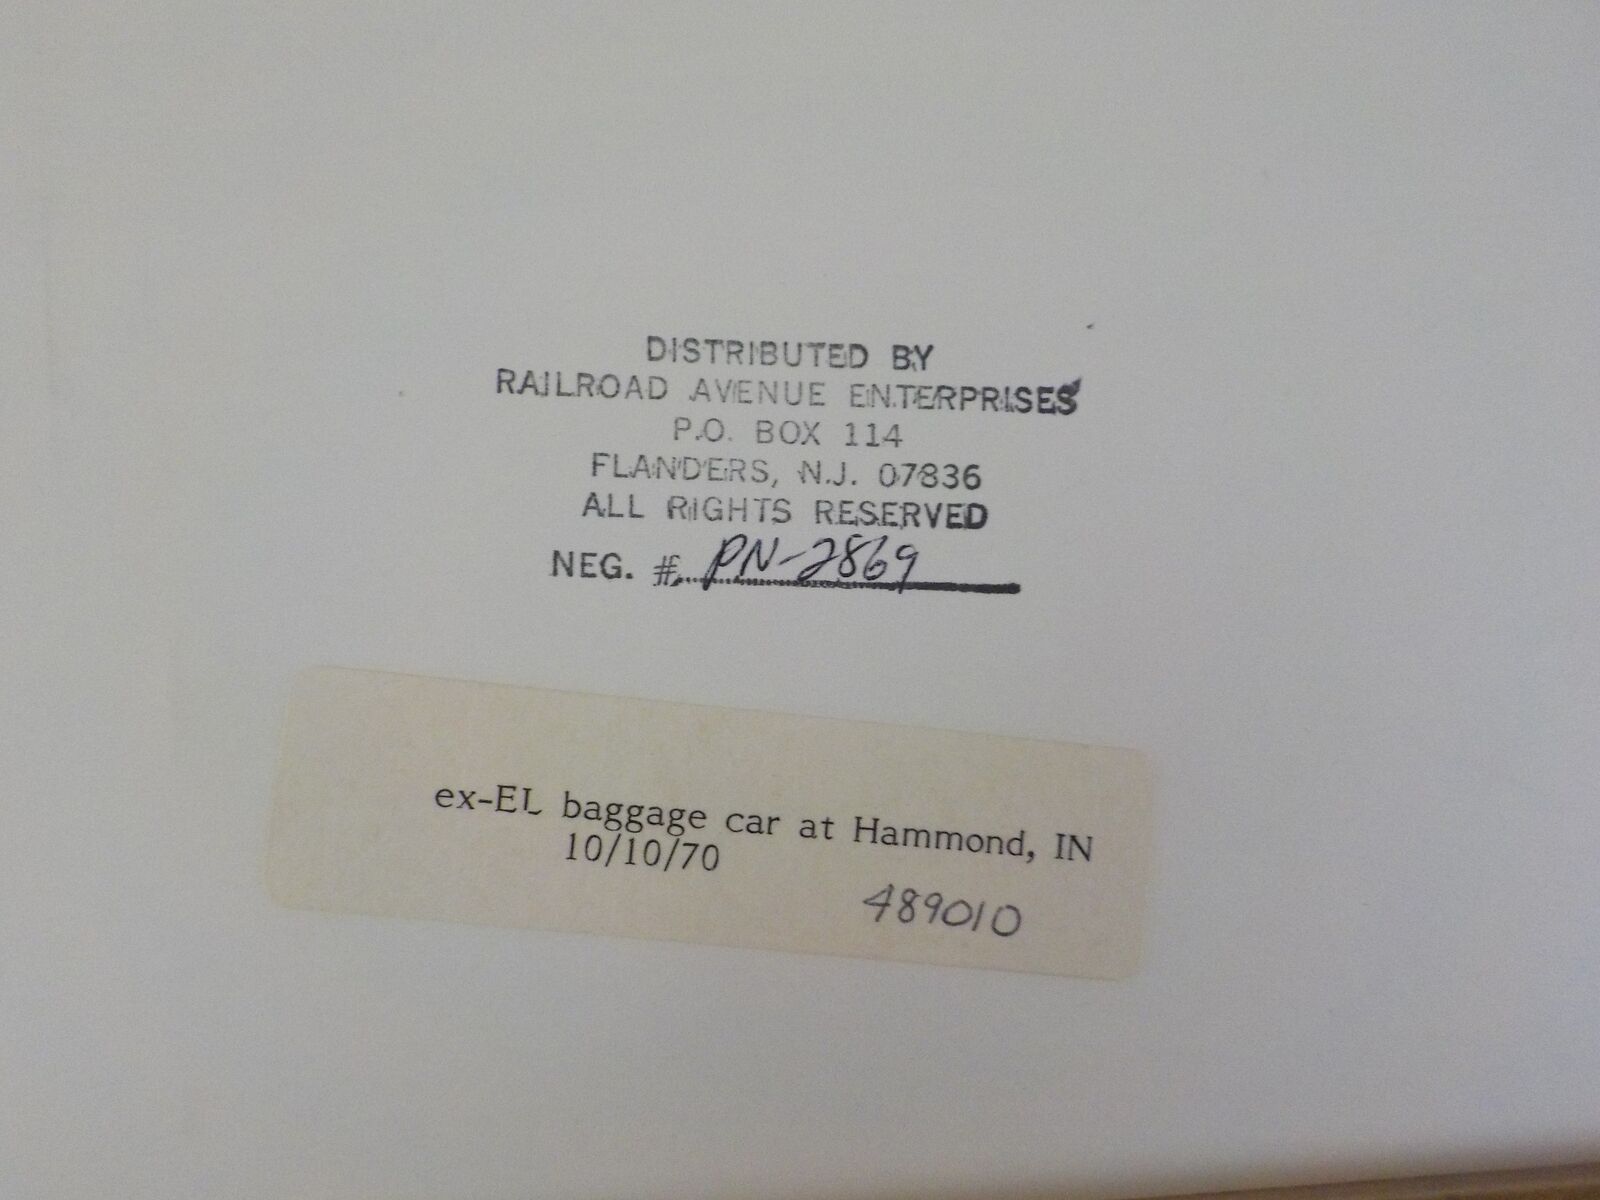 DISTRIBUTED BY
RAILROAD AVENUE ENTERPRISES
P.O. BOX 114
FLANDERS, N.J. 07836
ALL RIGHTS RESERVED
NEG. # PN-2869
ex-EL baggage car at Hammond, IN
10/10/70
489010